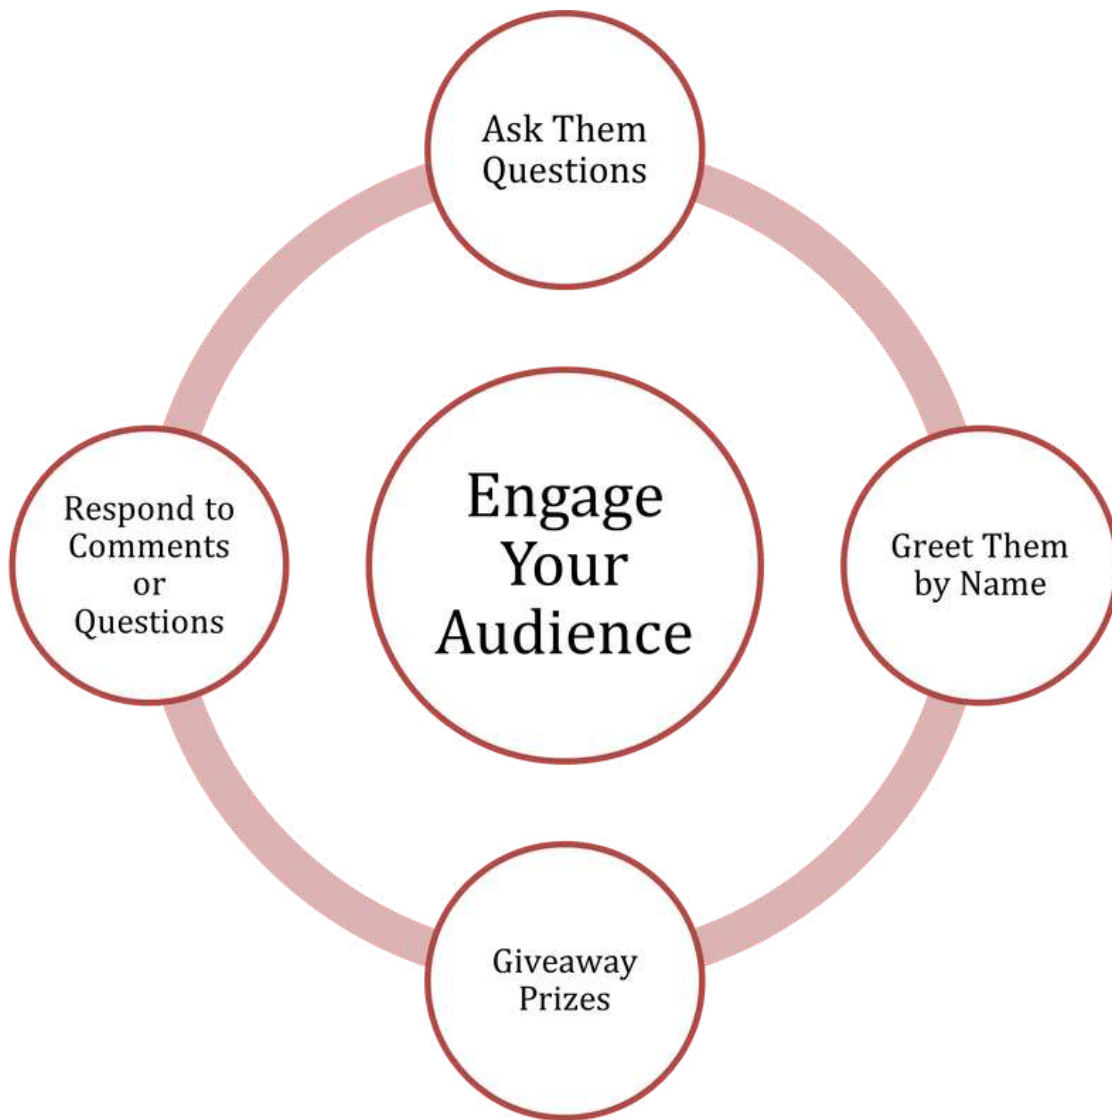 Ask Them
Questions
Respond to
Comments
or
Questions
Engage
Your
Audience
Greet Them
by Name
Giveaway
Prizes